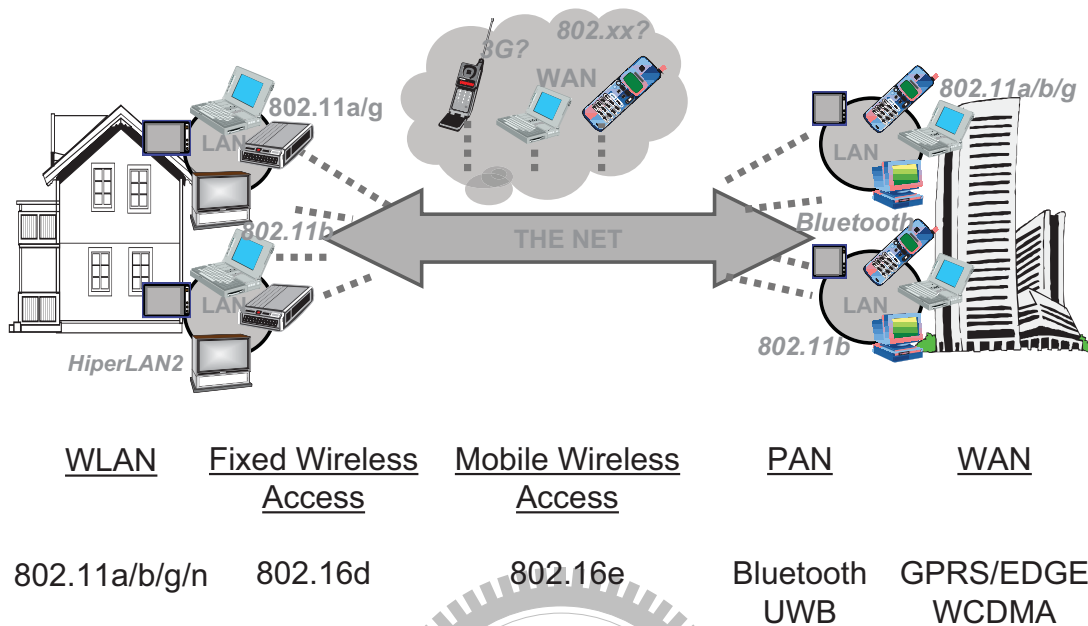 3G?
802.xx?
WAN
802.11a/g
802.11a/b/g
LAN
LAN
802.11b
THE NET
Bluetooth
LAN
LAN
HiperLAN2
802.11b
WLAN
Fixed Wireless
Access
Mobile Wireless
Access
PAN
WAN
802.11a/b/g/n
802.16d
802.16e
Bluetooth
UWB
GPRS/EDGE
WCDMA